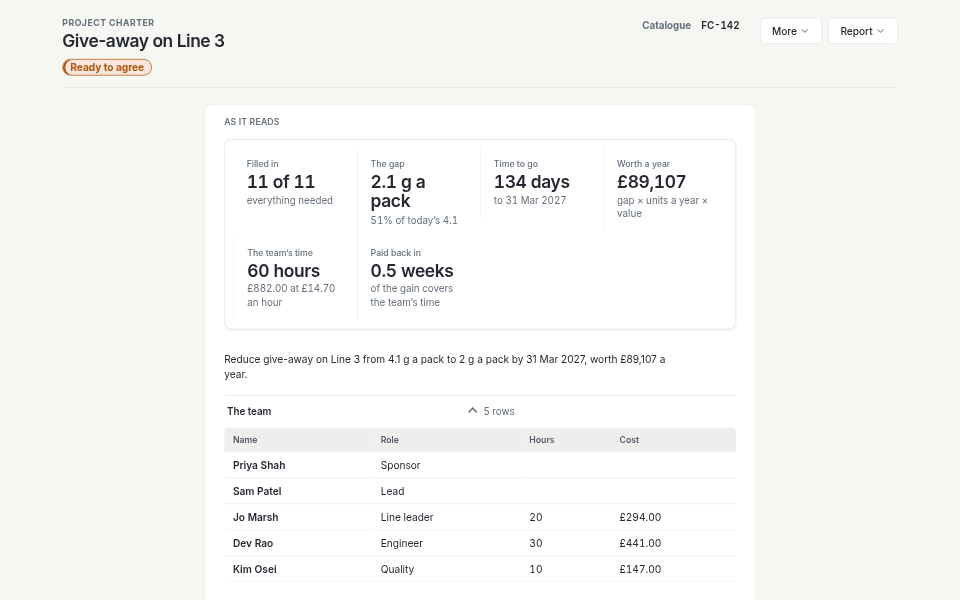 PROJECT CHARTER
Give-away on Line 3
Ready to agree
Catalogue FC-142
More
Report
AS IT READS
Filled in
11 of 11
everything needed
The gap
2.1 g a
pack
51% of today's 4.1
Time to go
134 days
to 31 Mar 2027
Worth a year
£89,107
gap × units a year ×
value
The team's time
60 hours
£882.00 at £14.70
an hour
Paid back in
0.5 weeks
of the gain covers
the team's time
Reduce give-away on Line 3 from 4.1 g a pack to 2 g a pack by 31 Mar 2027, worth £89,107 a
year.
The team 5 rows
Name Role Hours Cost
Priya Shah Sponsor
Sam Patel Lead
Jo Marsh Line leader 20 £294.00
Dev Rao Engineer 30 £441.00
Kim Osei Quality 10 £147.00